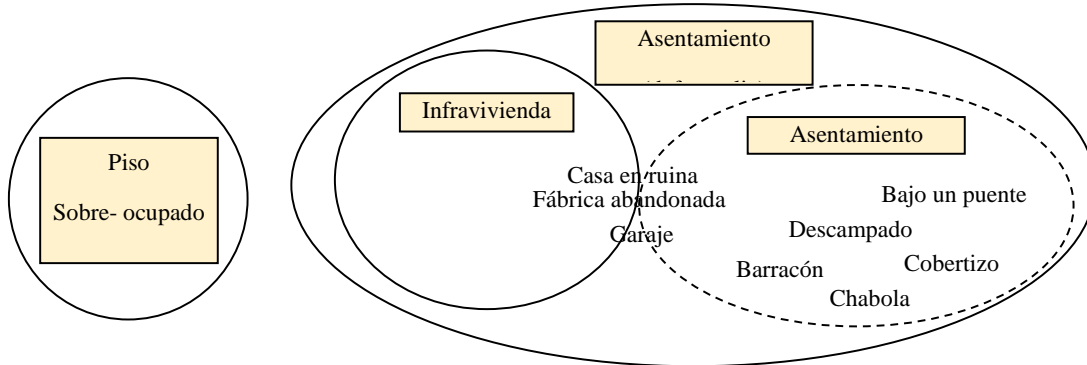 Piso
Sobre- ocupado
Asentamiento
Infravivienda
Asentamiento
Casa en ruina
Fábrica abandonada
Garaje
Bajo un puente
Descampado
Barracón
Cobertizo
Chabola